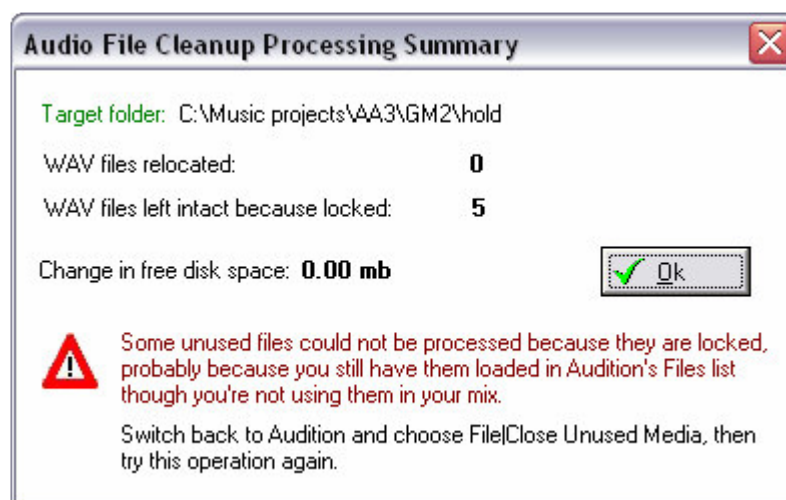 Audio File Cleanup Processing Summary
Target folder: C:\Music projects\AA3\GM2\hold
WAV files relocated: 0
WAV files left intact because locked: 5
Change in free disk space: 0.00 mb
Ok
Some unused files could not be processed because they are locked,
probably because you still have them loaded in Audition's Files list
though you're not using them in your mix.
Switch back to Audition and choose File|Close Unused Media, then
try this operation again.